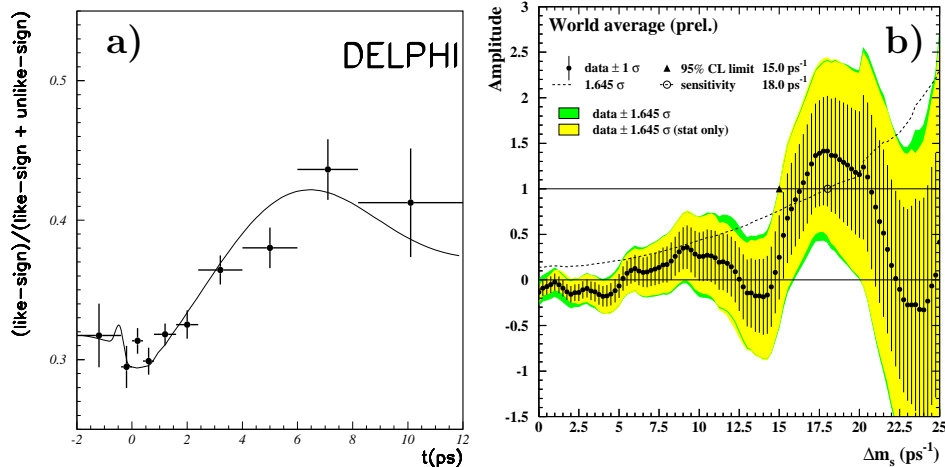 a)
DELPHI
(like-sign)/(like-sign + unlike-sign)
0.5
0.4
0.3
-2 0 2 4 6 8 10 12
t(ps)
b)
World average (prel.)
data ± 1 σ
1.645 σ
95% CL limit 15.0 ps⁻¹
sensitivity 18.0 ps⁻¹
data ± 1.645 σ
data ± 1.645 σ (stat only)
Amplitude
3
2.5
2
1.5
1
0.5
0
-0.5
-1
-1.5
0 2.5 5 7.5 10 12.5 15 17.5 20 22.5 25
Δmₛ (ps⁻¹)